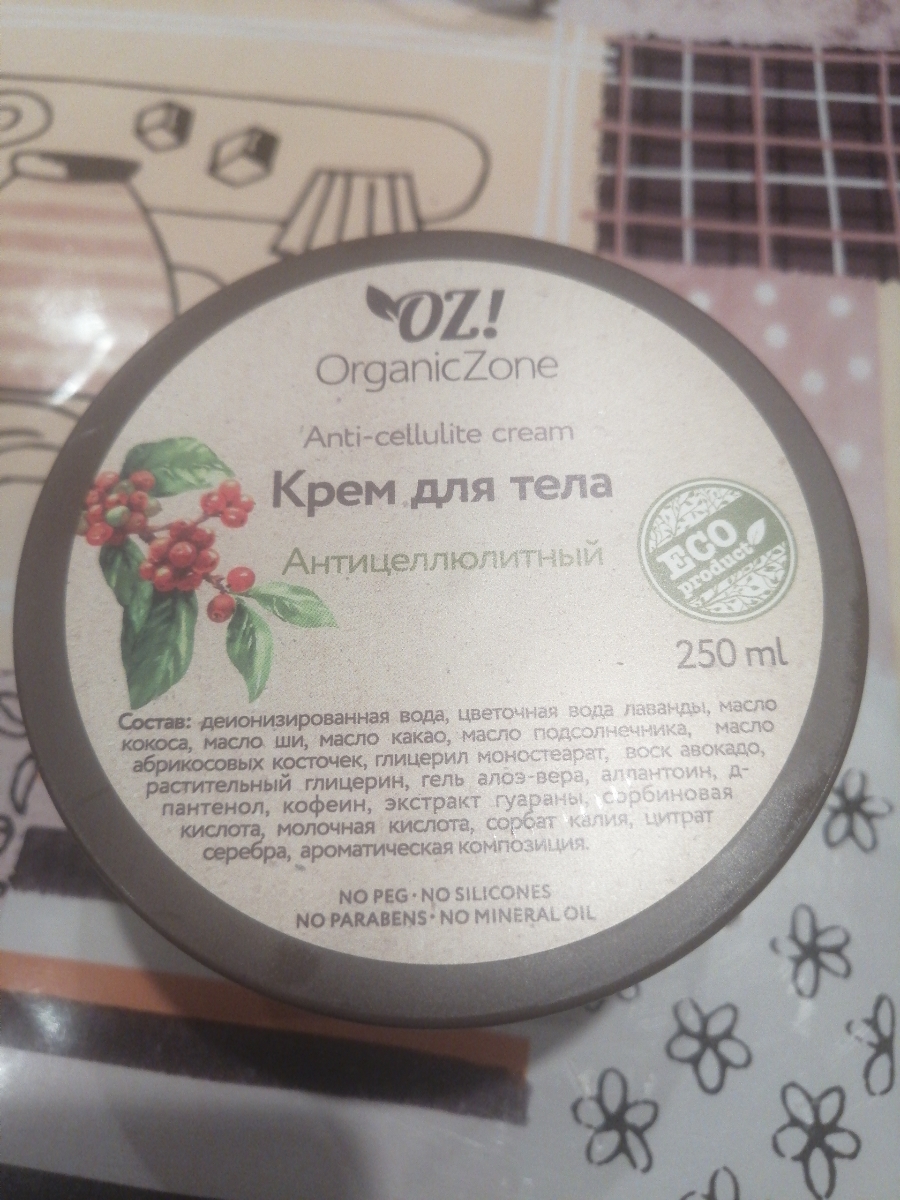 OZ!
OrganicZone
Anti-cellulite cream
Крем для тела
Антицеллюлитный
ECO
product
250 ml
Состав: деионизированная вода, цветочная вода лаванды, масло
кокоса, масло ши, масло какао, масло подсолнечника, масло
абрикосовых косточек, глицерил моностеарат, воск авокадо,
растительный глицерин, гель алоэ-вера, аллантоин, д-
пантенол, кофеин, экстракт гуараны, сорбиновая
кислота, молочная кислота, сорбат калия, цитрат
серебра, ароматическая композиция.
NO PEG · NO SILICONES
NO PARABENS · NO MINERAL OIL